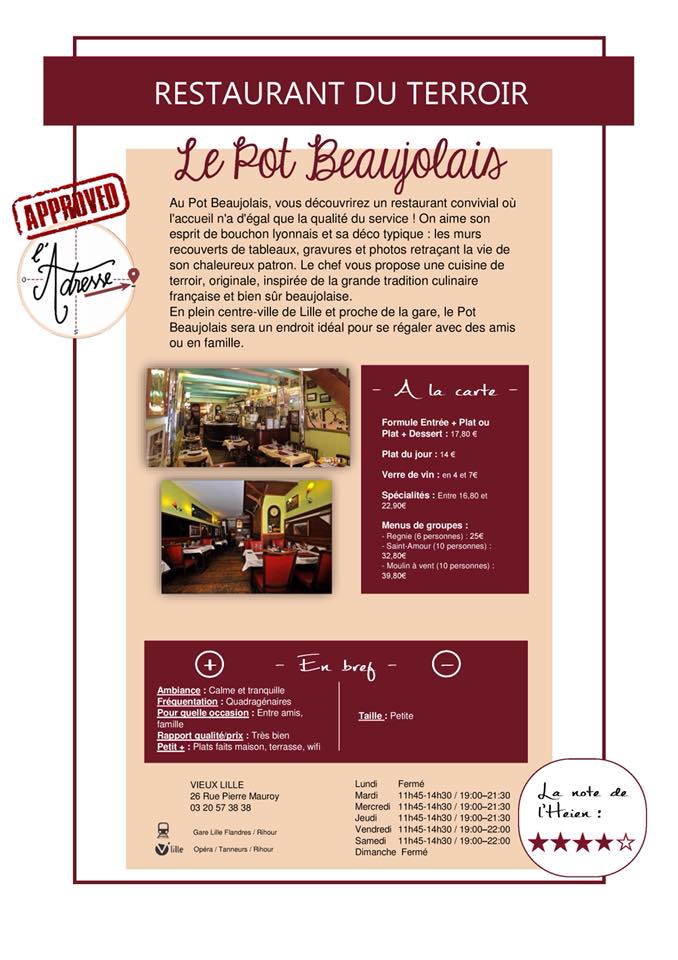 RESTAURANT DU TERROIR
Le Pot Beaujolais
APPROVED
l'Adresse
Au Pot Beaujolais, vous découvrirez un restaurant convivial où
l'accueil n'a d'égal que la qualité du service ! On aime son
esprit de bouchon lyonnais et sa déco typique : les murs
recouverts de tableaux, gravures et photos retraçant la vie de
son chaleureux patron. Le chef vous propose une cuisine de
terroir, originale, inspirée de la grande tradition culinaire
française et bien sûr beaujolaise.
En plein centre-ville de Lille et proche de la gare, le Pot
Beaujolais sera un endroit idéal pour se régaler avec des amis
ou en famille.
- A la carte -
Formule Entrée + Plat ou
Plat + Dessert : 17,80 €
Plat du jour : 14 €
Verre de vin : en 4 et 7€
Spécialités : Entre 16,80 et
22,90€
Menus de groupes :
- Regnie (6 personnes) : 25€
- Saint-Amour (10 personnes) :
32,80€
- Moulin à vent (10 personnes) :
39,80€
+ - En bref - -
Ambiance : Calme et tranquille
Fréquentation : Quadragénaires
Pour quelle occasion : Entre amis,
famille
Rapport qualité/prix : Très bien
Petit + : Plats faits maison, terrasse, wifi
Taille : Petite
VIEUX LILLE
26 Rue Pierre Mauroy
03 20 57 38 38
Gare Lille Flandres / Rihour
V'lille Opéra / Tanneurs / Rihour
Lundi Fermé
Mardi 11h45-14h30 / 19:00–21:30
Mercredi 11h45-14h30 / 19:00–21:30
Jeudi 11h45-14h30 / 19:00–21:30
Vendredi 11h45-14h30 / 19:00–22:00
Samedi 11h45-14h30 / 19:00–22:00
Dimanche Fermé
La note de
l'Heien :